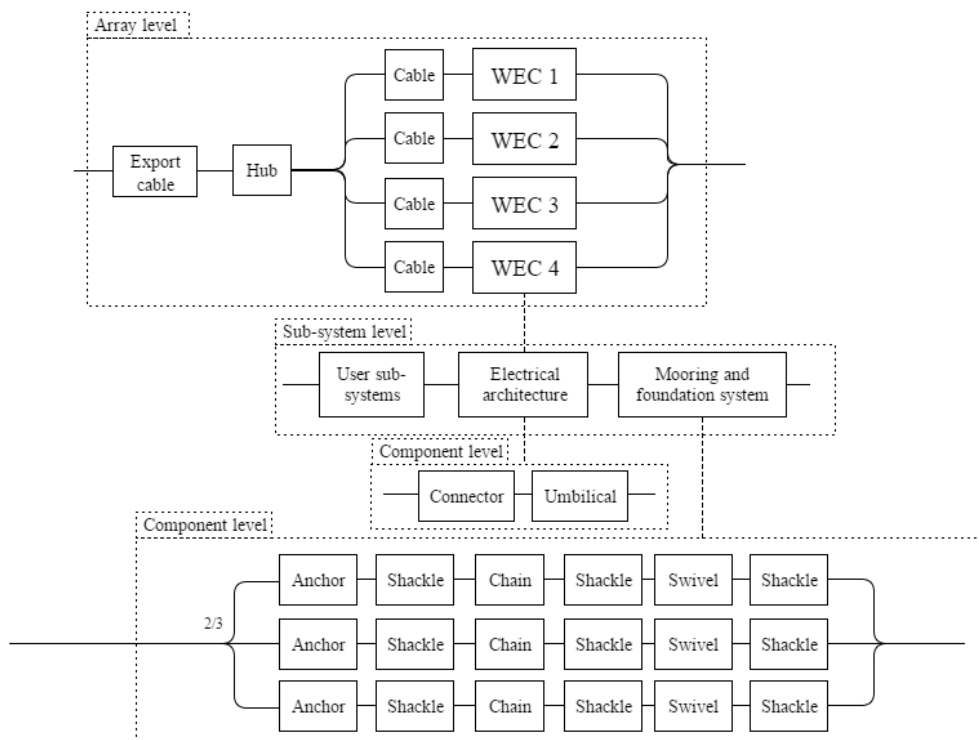 Array level
Cable
WEC 1
Cable
WEC 2
Export
cable
Hub
Cable
WEC 3
Cable
WEC 4
Sub-system level
User sub-
systems
Electrical
architecture
Mooring and
foundation system
Component level
Connector
Umbilical
Component level
Anchor
Shackle
Chain
Shackle
Swivel
Shackle
2/3
Anchor
Shackle
Chain
Shackle
Swivel
Shackle
Anchor
Shackle
Chain
Shackle
Swivel
Shackle